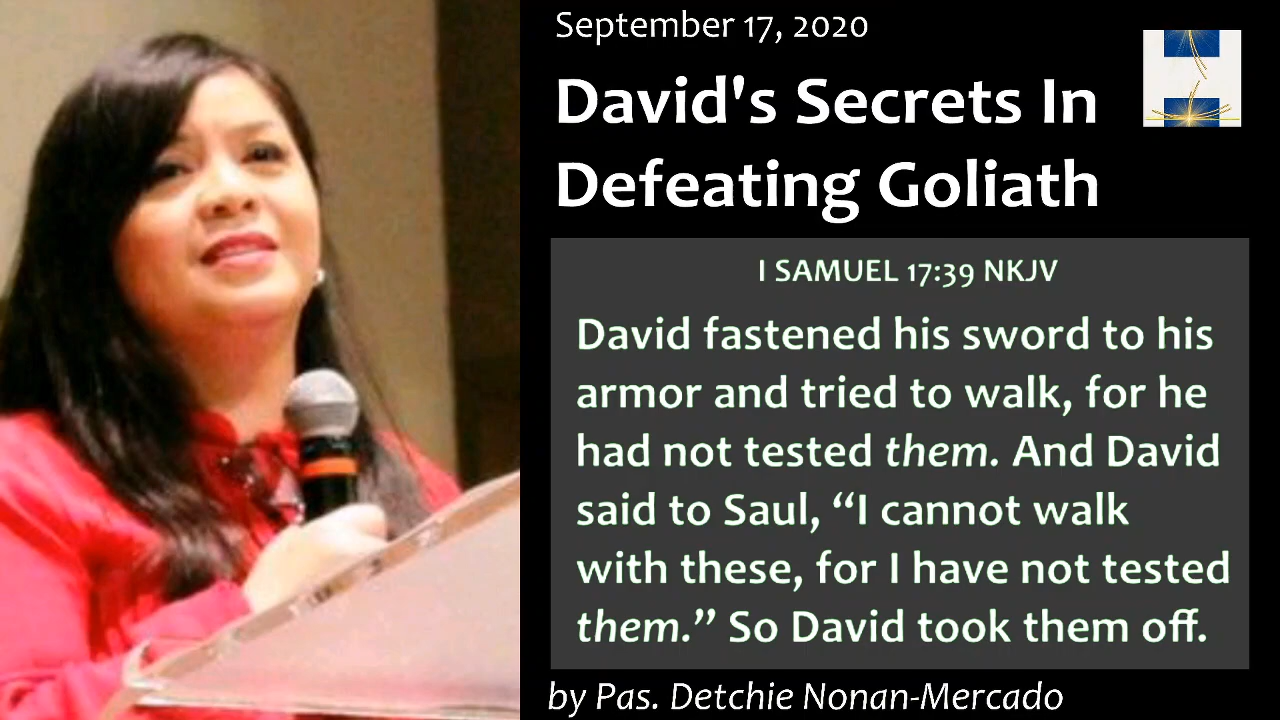 September 17, 2020
David's Secrets In
Defeating Goliath
I SAMUEL 17:39 NKJV
David fastened his sword to his
armor and tried to walk, for he
had not tested them. And David
said to Saul, “I cannot walk
with these, for I have not tested
them.” So David took them off.
by Pas. Detchie Nonan-Mercado